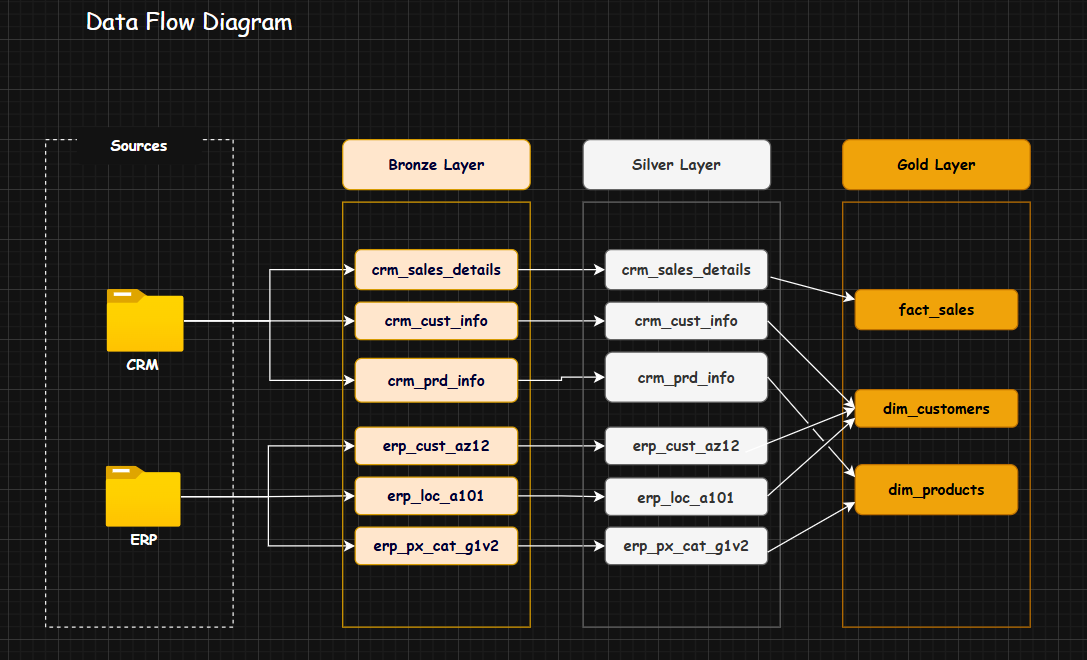 Data Flow Diagram
Sources
CRM
ERP
Bronze Layer
crm_sales_details
crm_cust_info
crm_prd_info
erp_cust_az12
erp_loc_a101
erp_px_cat_g1v2
Silver Layer
crm_sales_details
crm_cust_info
crm_prd_info
erp_cust_az12
erp_loc_a101
erp_px_cat_g1v2
Gold Layer
fact_sales
dim_customers
dim_products